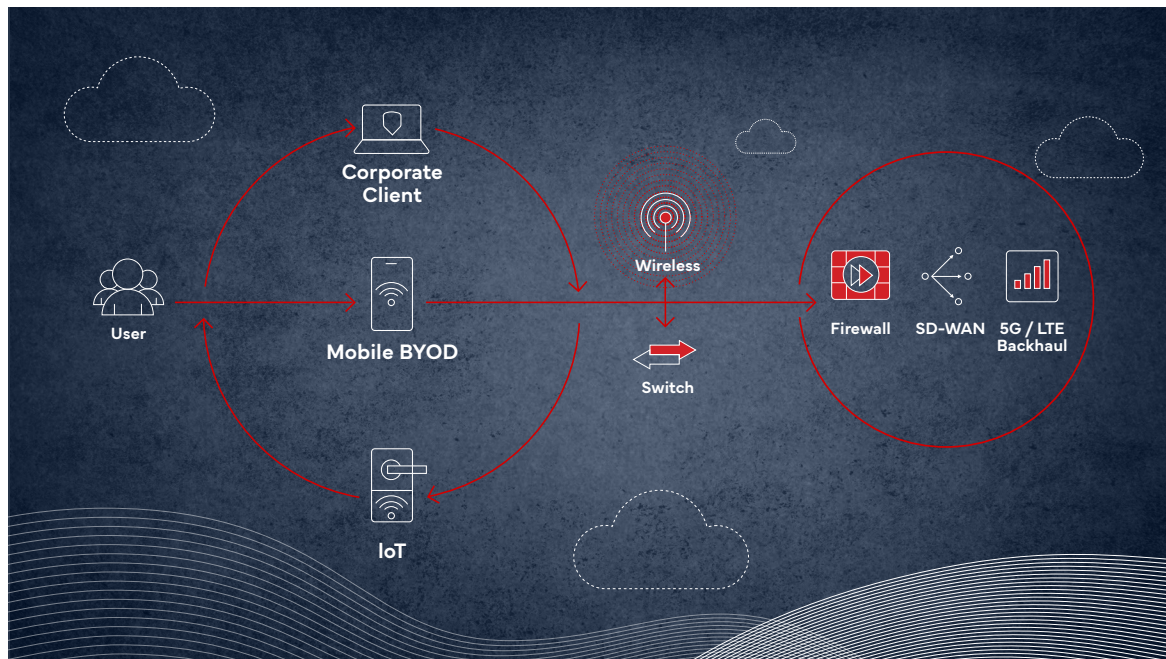 Corporate
Client
Wireless
User
Mobile BYOD
Firewall
SD-WAN
5G / LTE
Backhaul
Switch
IoT